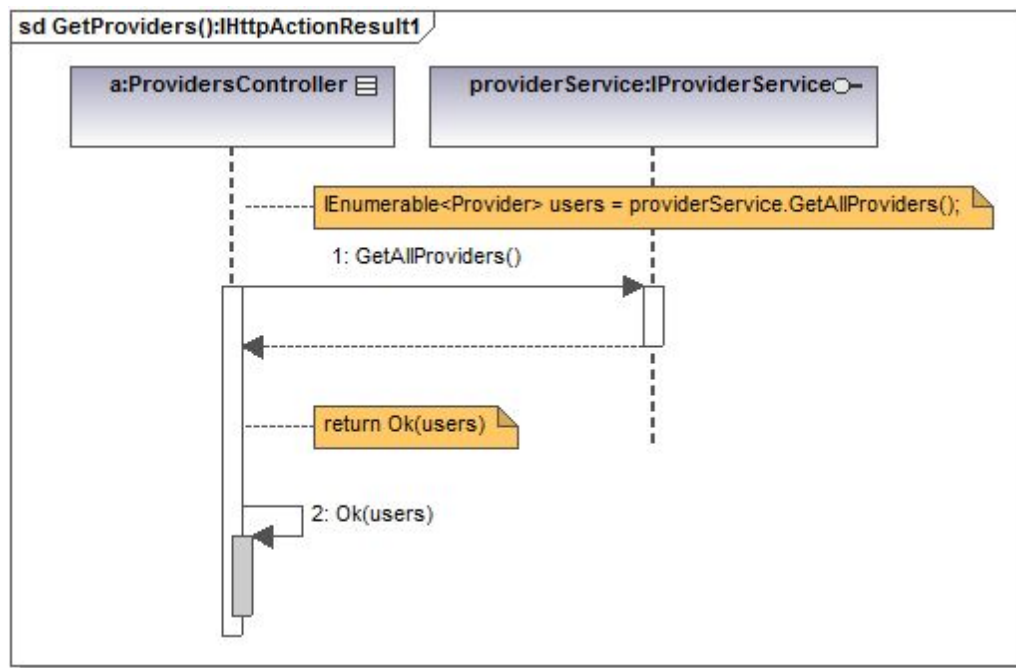 sd GetProviders():IHttpActionResult1
a:ProvidersController
providerService:IProviderService
IEnumerable<Provider> users = providerService.GetAllProviders();
1: GetAllProviders()
return Ok(users)
2: Ok(users)